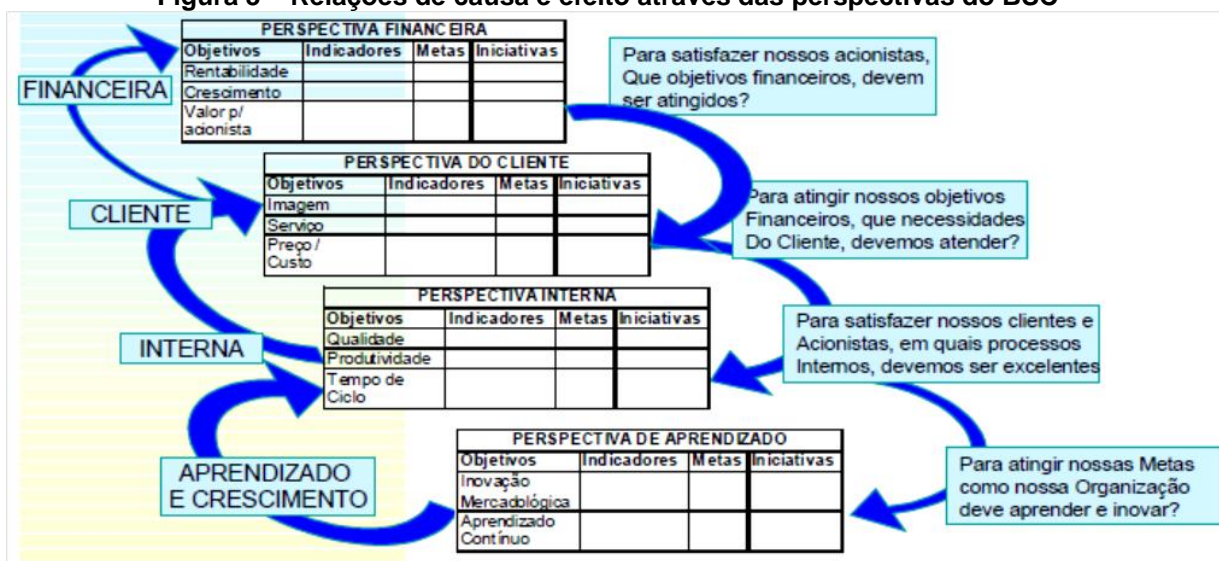 PERSPECTIVA FINANCEIRA
Objetivos Indicadores Metas Iniciativas
Rentabilidade
Crescimento
Valor p/
acionista
FINANCEIRA
Para satisfazer nossos acionistas,
Que objetivos financeiros, devem
ser atingidos?
PERSPECTIVA DO CLIENTE
Objetivos Indicadores Metas Iniciativas
Imagem
Serviço
Preço /
Custo
CLIENTE
Para atingir nossos objetivos
Financeiros, que necessidades
Do Cliente, devemos atender?
PERSPECTIVA INTERNA
Objetivos Indicadores Metas Iniciativas
Qualidade
Produtividade
Tempo de
Ciclo
INTERNA
Para satisfazer nossos clientes e
Acionistas, em quais processos
Internos, devemos ser excelentes
PERSPECTIVA DE APRENDIZADO
Objetivos Indicadores Metas Iniciativas
Inovação
Mercadológica
Aprendizado
Contínuo
APRENDIZADO
E CRESCIMENTO
Para atingir nossas Metas
como nossa Organização
deve aprender e inovar?